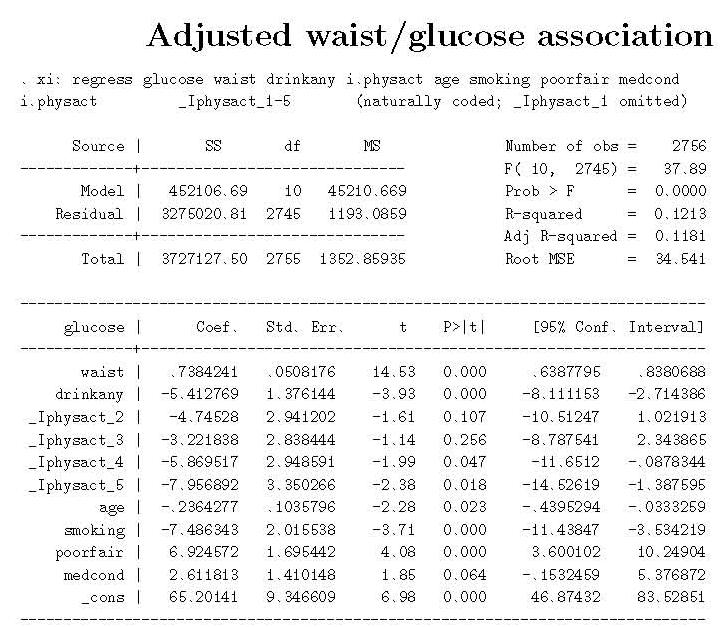 Adjusted waist/glucose association
. xi: regress glucose waist drinkany i.physact age smoking poorfair medcond
i.physact         _Iphysact_1-5       (naturally coded; _Iphysact_1 omitted)
Source |       SS       df       MS              Number of obs =    2756
-------------+------------------------------           F( 10,  2745) =   37.89
Model |   452106.69    10   45210.669           Prob > F      =  0.0000
Residual |  3275020.81  2745   1193.0859           R-squared     =  0.1213
-------------+------------------------------           Adj R-squared =  0.1181
Total |  3727127.50  2755  1352.85935           Root MSE      =  34.541
------------------------------------------------------------------------------
glucose |      Coef.   Std. Err.      t    P>|t|     [95% Conf. Interval]
-------------+----------------------------------------------------------------
waist |   .7384241   .0508176    14.53   0.000     .6387795    .8380688
drinkany |  -5.412769   1.376144    -3.93   0.000    -8.111153   -2.714386
_Iphysact_2 |   -4.74528   2.941202    -1.61   0.107    -10.51247    1.021913
_Iphysact_3 |  -3.221838   2.838444    -1.14   0.256    -8.787541    2.343865
_Iphysact_4 |  -5.869517   2.948591    -1.99   0.047     -11.6512   -.0878344
_Iphysact_5 |  -7.956892   3.350266    -2.38   0.018    -14.52619   -1.387595
age |  -.2364277   .1035796    -2.28   0.023    -.4395294   -.0333259
smoking |  -7.486343   2.015538    -3.71   0.000    -11.43847   -3.534219
poorfair |   6.924572   1.695442     4.08   0.000     3.600102    10.24904
medcond |   2.611813   1.410148     1.85   0.064    -.1532459    5.376872
_cons |   65.20141   9.346609     6.98   0.000     46.87432    83.52851
------------------------------------------------------------------------------